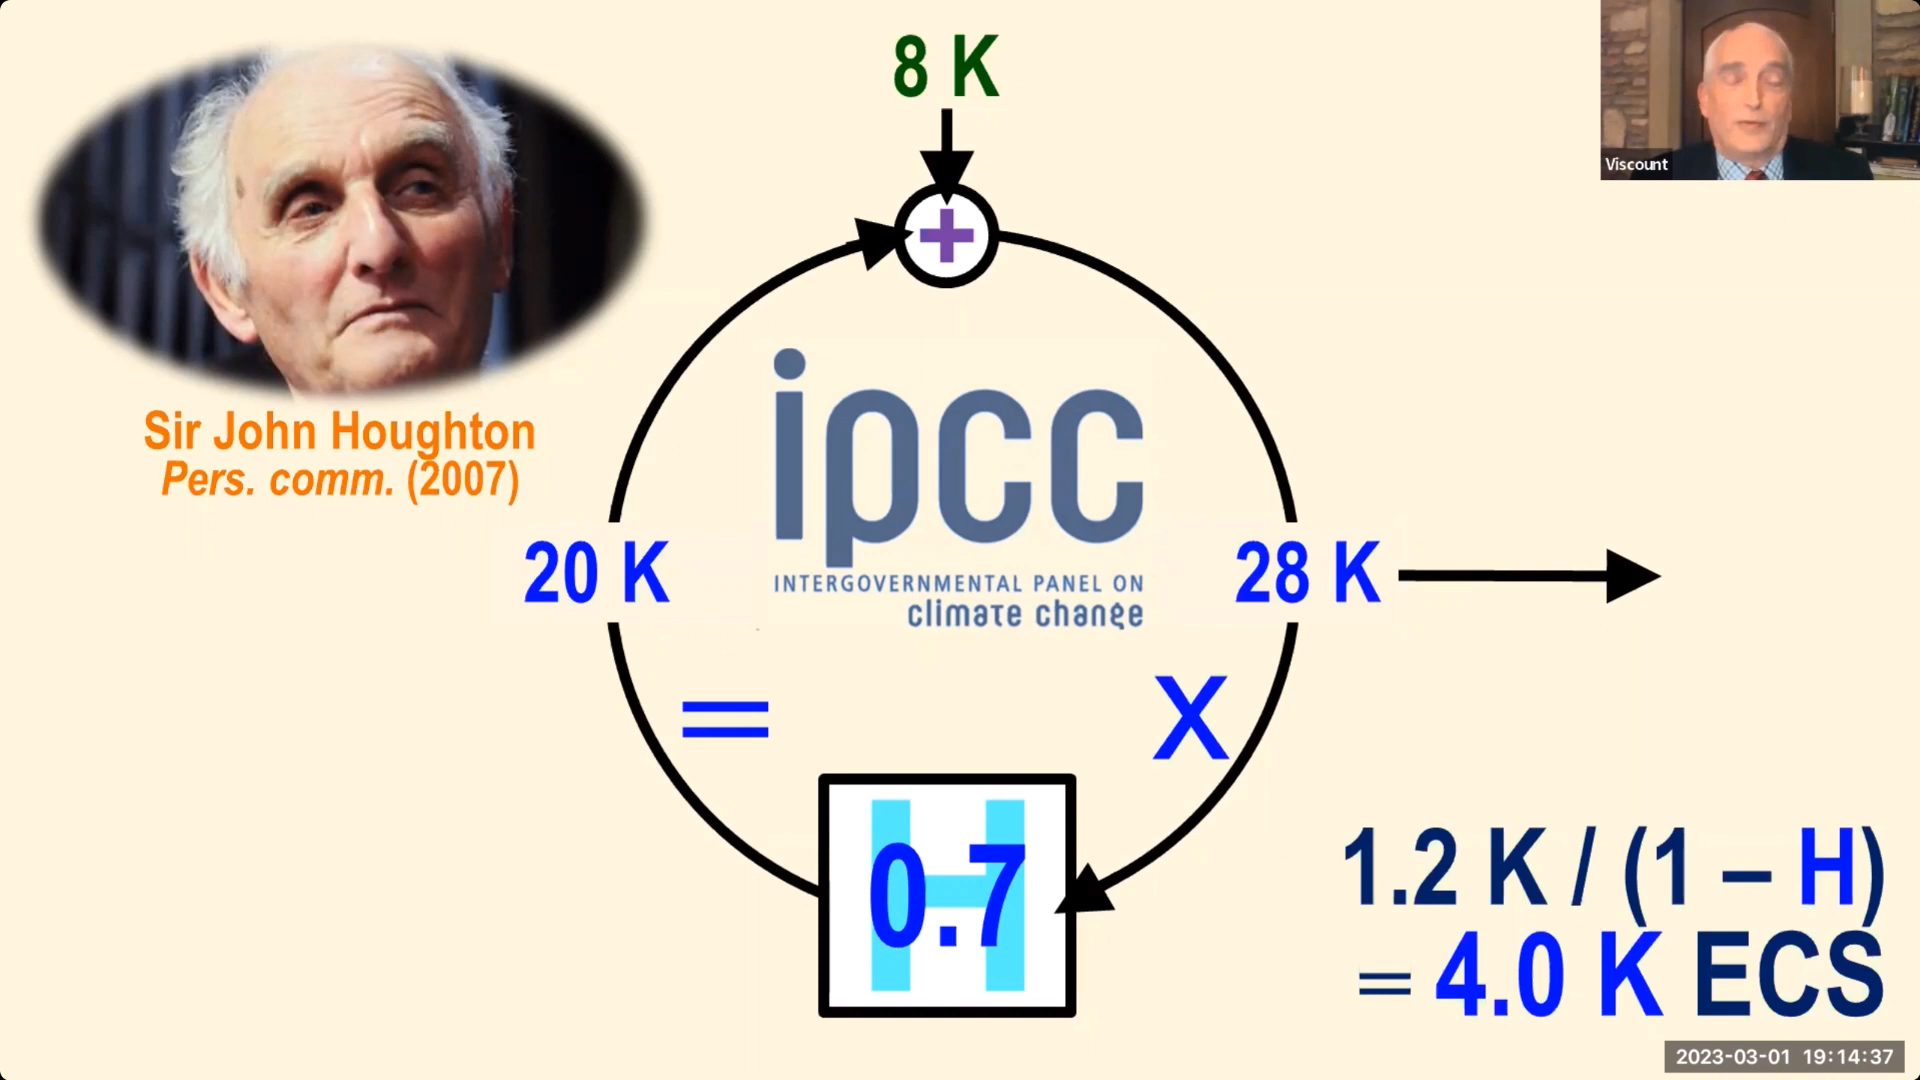 8 K
Viscount
+
Sir John Houghton
Pers. comm. (2007)
ipcc
INTERGOVERNMENTAL PANEL ON
climate change
20 K
28 K
=
X
H
0.7
1.2 K / (1 – H)
= 4.0 K ECS
2023-03-01 19:14:37